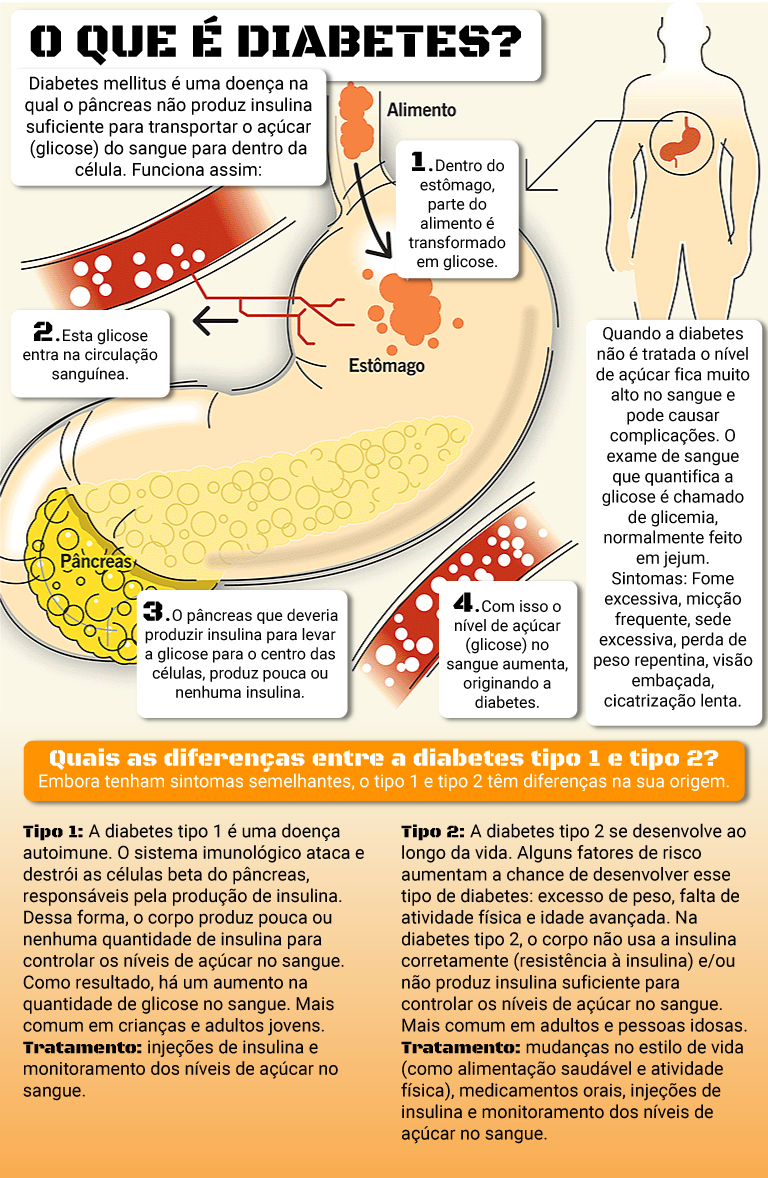 O QUE É DIABETES?
Diabetes mellitus é uma doença na
qual o pâncreas não produz insulina
suficiente para transportar o açúcar
(glicose) do sangue para dentro da
célula. Funciona assim:
Alimento
1. Dentro do
estômago,
parte do
alimento é
transformado
em glicose.
2. Esta glicose
entra na circulação
sanguínea.
Estômago
Pâncreas
3. O pâncreas que deveria
produzir insulina para levar
a glicose para o centro das
células, produz pouca ou
nenhuma insulina.
4. Com isso o
nível de açúcar
(glicose) no
sangue aumenta,
originando a
diabetes.
Quando a diabetes
não é tratada o nível
de açúcar fica muito
alto no sangue e
pode causar
complicações. O
exame de sangue
que quantifica a
glicose é chamado
de glicemia,
normalmente feito
em jejum.
Sintomas: Fome
excessiva, micção
frequente, sede
excessiva, perda de
peso repentina, visão
embaçada,
cicatrização lenta.
Quais as diferenças entre a diabetes tipo 1 e tipo 2?
Embora tenham sintomas semelhantes, o tipo 1 e tipo 2 têm diferenças na sua origem.
Tipo 1: A diabetes tipo 1 é uma doença
autoimune. O sistema imunológico ataca e
destrói as células beta do pâncreas,
responsáveis pela produção de insulina.
Dessa forma, o corpo produz pouca ou
nenhuma quantidade de insulina para
controlar os níveis de açúcar no sangue.
Como resultado, há um aumento na
quantidade de glicose no sangue. Mais
comum em crianças e adultos jovens.
Tratamento: injeções de insulina e
monitoramento dos níveis de açúcar no
sangue.
Tipo 2: A diabetes tipo 2 se desenvolve ao
longo da vida. Alguns fatores de risco
aumentam a chance de desenvolver esse
tipo de diabetes: excesso de peso, falta de
atividade física e idade avançada. Na
diabetes tipo 2, o corpo não usa a insulina
corretamente (resistência à insulina) e/ou
não produz insulina suficiente para
controlar os níveis de açúcar no sangue.
Mais comum em adultos e pessoas idosas.
Tratamento: mudanças no estilo de vida
(como alimentação saudável e atividade
física), medicamentos orais, injeções de
insulina e monitoramento dos níveis de
açúcar no sangue.